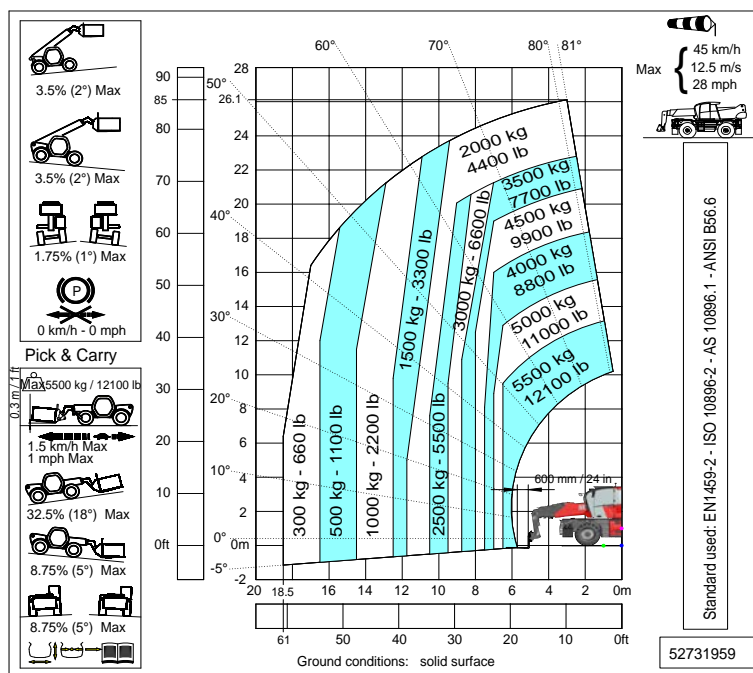 3.5% (2°) Max
3.5% (2°) Max
1.75% (1°) Max
P
0 km/h - 0 mph
Pick & Carry
Max 5500 kg / 12100 lb
0.3 m / 1 ft
1.5 km/h Max
1 mph Max
32.5% (18°) Max
8.75% (5°) Max
8.75% (5°) Max
90
85
80
70
60
50
40
30
20
10
0ft
28
26.1
24
22
20
18
16
14
12
10
8
6
4
2
0m
-2
-5°
0°
10°
20°
30°
40°
50°
60°
70°
80°
81°
300 kg - 660 lb
500 kg - 1100 lb
1000 kg - 2200 lb
1500 kg - 3300 lb
2500 kg - 5500 lb
3000 kg - 6600 lb
2000 kg
4400 lb
3500 kg
7700 lb
4500 kg
9900 lb
4000 kg
8800 lb
5000 kg
11000 lb
5500 kg
12100 lb
600 mm / 24 in
20
18.5
16
14
12
10
8
6
4
2
0m
61
50
40
30
20
10
0ft
Ground conditions: solid surface
Max
45 km/h
12.5 m/s
28 mph
Standard used: EN1459-2 - ISO 10896-2 - AS 10896.1 - ANSI B56.6
52731959